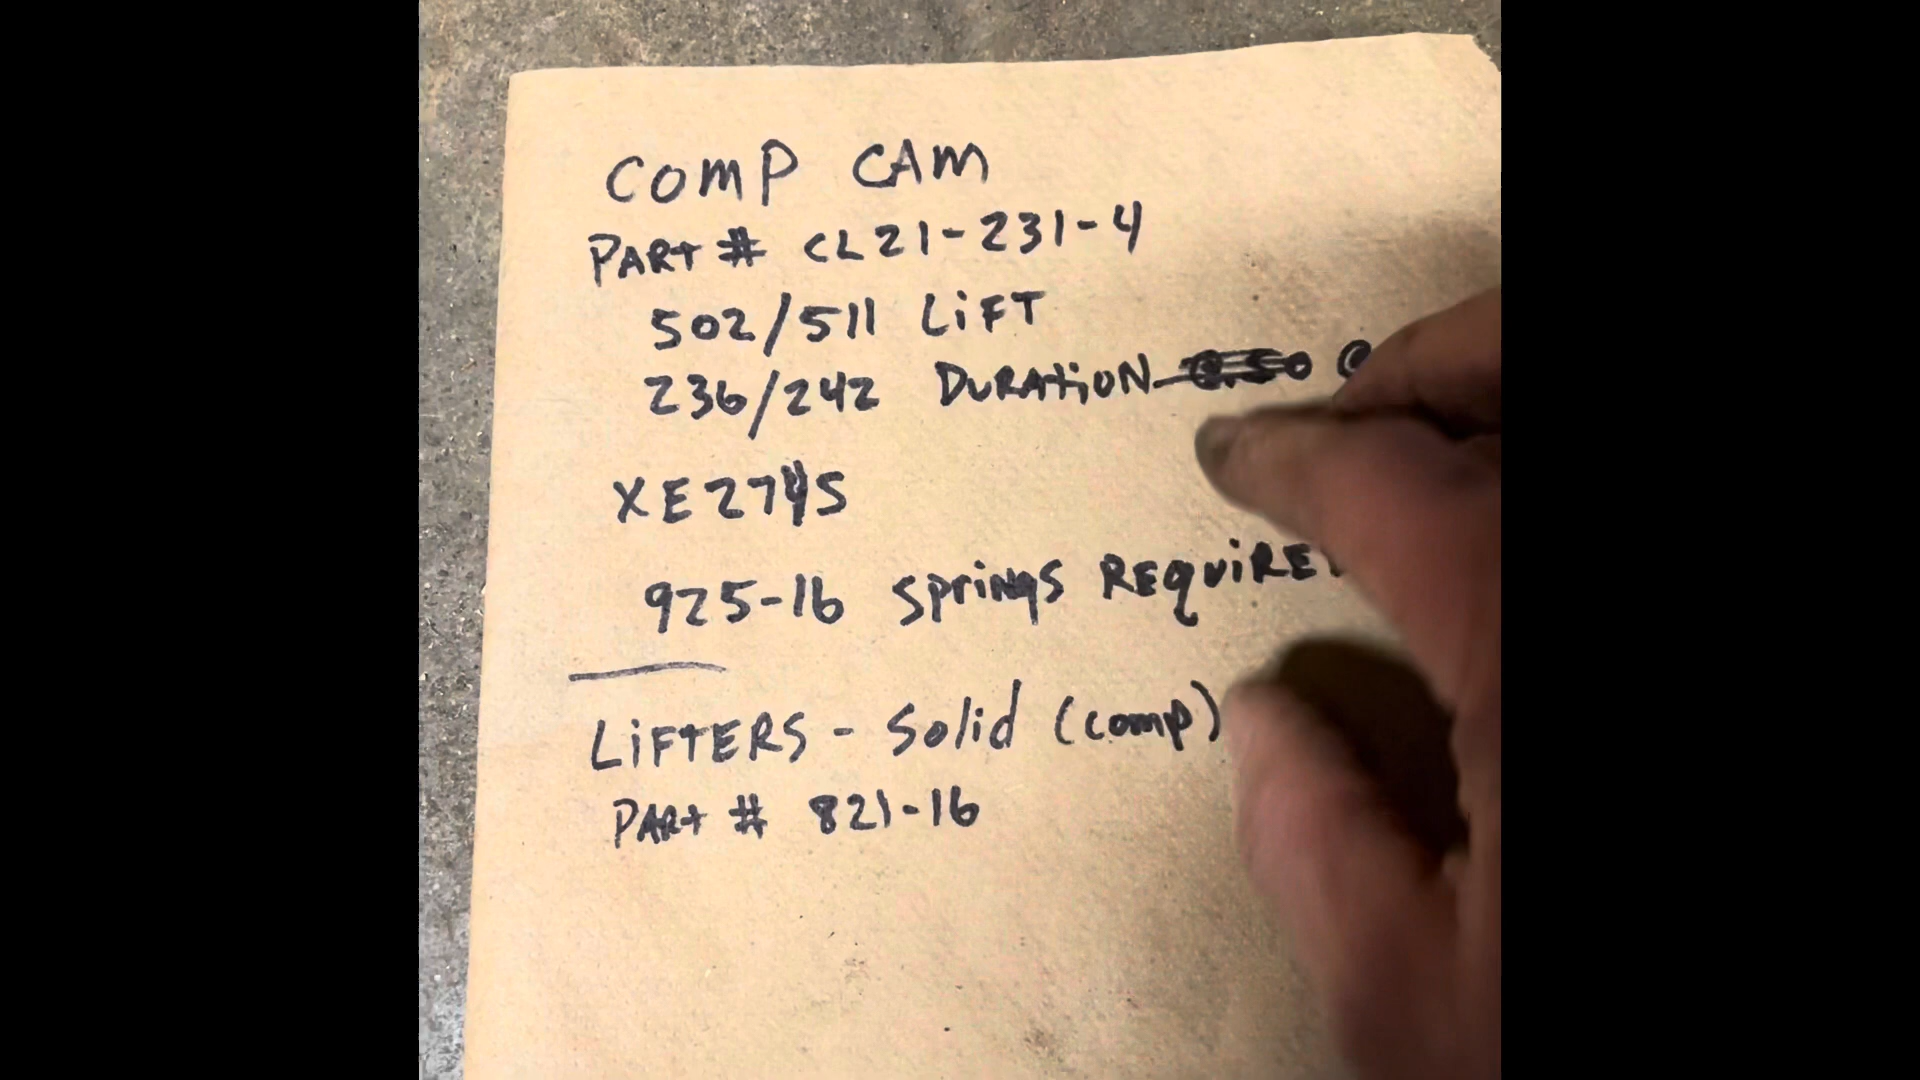 COMP CAM
PART # CL21-231-4
502/511 LiFT
236/242 DURATiON
XE274S
925-16 SpriNgS REQUiRE
LiFTERS - Solid (comp)
PART # 821-16